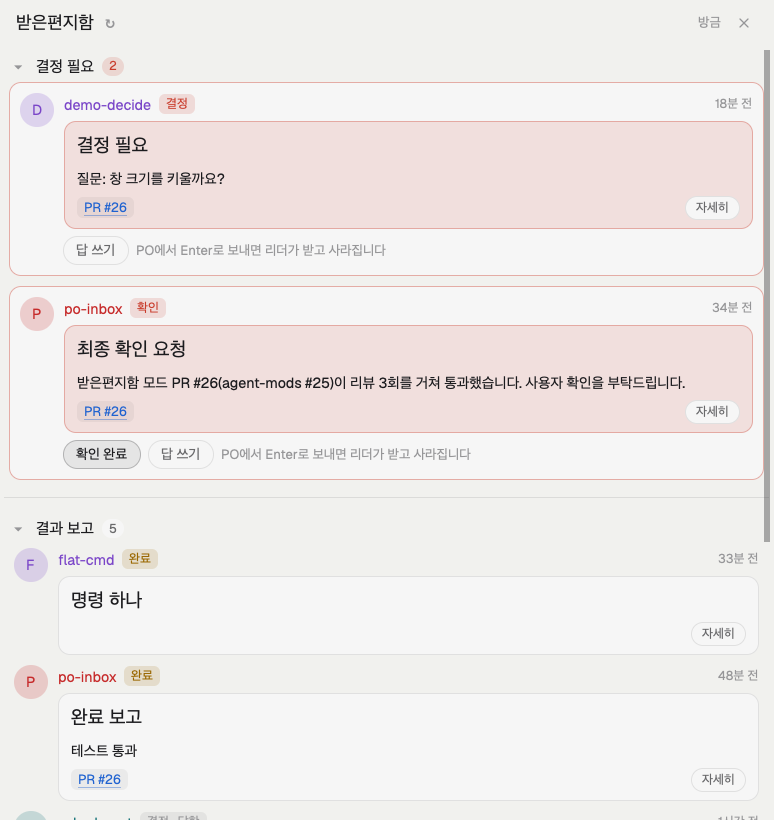 받은편지함 ↻ 방금 ×
결정 필요 2
D demo-decide 결정 18분 전
결정 필요
질문: 창 크기를 키울까요?
PR #26 자세히
답 쓰기 PO에서 Enter로 보내면 리더가 받고 사라집니다
P po-inbox 확인 34분 전
최종 확인 요청
받은편지함 모드 PR #26(agent-mods #25)이 리뷰 3회를 거쳐 통과했습니다. 사용자 확인을 부탁드립니다.
PR #26 자세히
확인 완료 답 쓰기 PO에서 Enter로 보내면 리더가 받고 사라집니다
결과 보고 5
F flat-cmd 완료 33분 전
명령 하나
자세히
P po-inbox 완료 48분 전
완료 보고
테스트 통과
PR #26 자세히